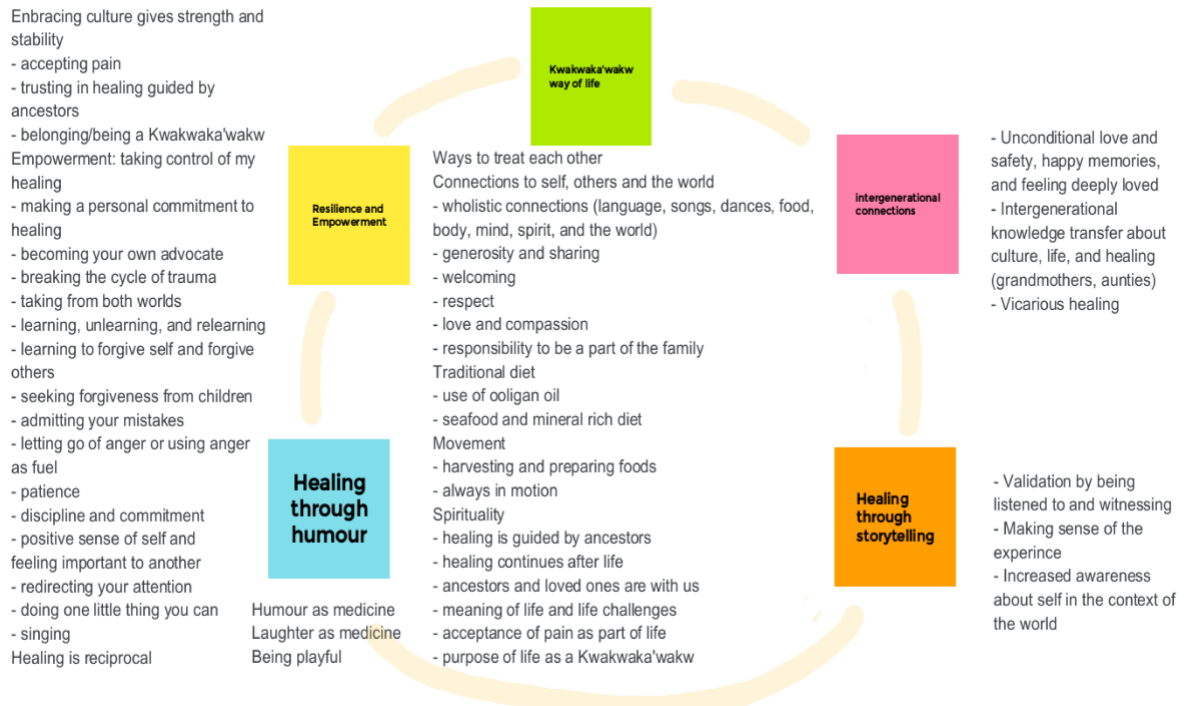 Enbracing culture gives strength and
stability
- accepting pain
- trusting in healing guided by
ancestors
- belonging/being a Kwakwaka'wakw
Empowerment: taking control of my
healing
- making a personal commitment to
healing
- becoming your own advocate
- breaking the cycle of trauma
- taking from both worlds
- learning, unlearning, and relearning
- learning to forgive self and forgive
others
- seeking forgiveness from children
- admitting your mistakes
- letting go of anger or using anger
as fuel
- patience
- discipline and commitment
- positive sense of self and
feeling important to another
- redirecting your attention
- doing one little thing you can
- singing
Healing is reciprocal
Resilience and
Empowerment
Kwakwaka'wakw
way of life
Ways to treat each other
Connections to self, others and the world
- wholistic connections (language, songs, dances, food,
body, mind, spirit, and the world)
- generosity and sharing
- welcoming
- respect
- love and compassion
- responsibility to be a part of the family
Traditional diet
- use of ooligan oil
- seafood and mineral rich diet
Movement
- harvesting and preparing foods
- always in motion
Spirituality
- healing is guided by ancestors
- healing continues after life
- ancestors and loved ones are with us
- meaning of life and life challenges
- acceptance of pain as part of life
- purpose of life as a Kwakwaka'wakw
intergenerational
connections
- Unconditional love and
safety, happy memories,
and feeling deeply loved
- Intergenerational
knowledge transfer about
culture, life, and healing
(grandmothers, aunties)
- Vicarious healing
Healing
through
humour
Humour as medicine
Laughter as medicine
Being playful
Healing
through
storytelling
- Validation by being
listened to and witnessing
- Making sense of the
experince
- Increased awareness
about self in the context of
the world